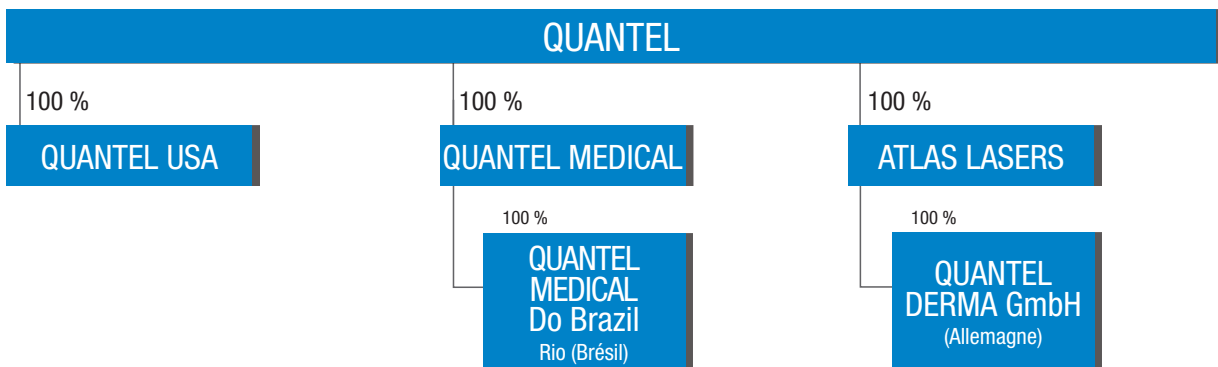 QUANTEL
100 %
100 %
100 %
QUANTEL USA
QUANTEL MEDICAL
ATLAS LASERS
100 %
100 %
QUANTEL
MEDICAL
Do Brazil
Rio (Brésil)
QUANTEL
DERMA GmbH
(Allemagne)